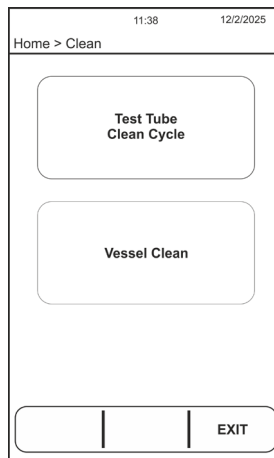 11:38 12/2/2025
Home > Clean
Test Tube
Clean Cycle
Vessel Clean
EXIT